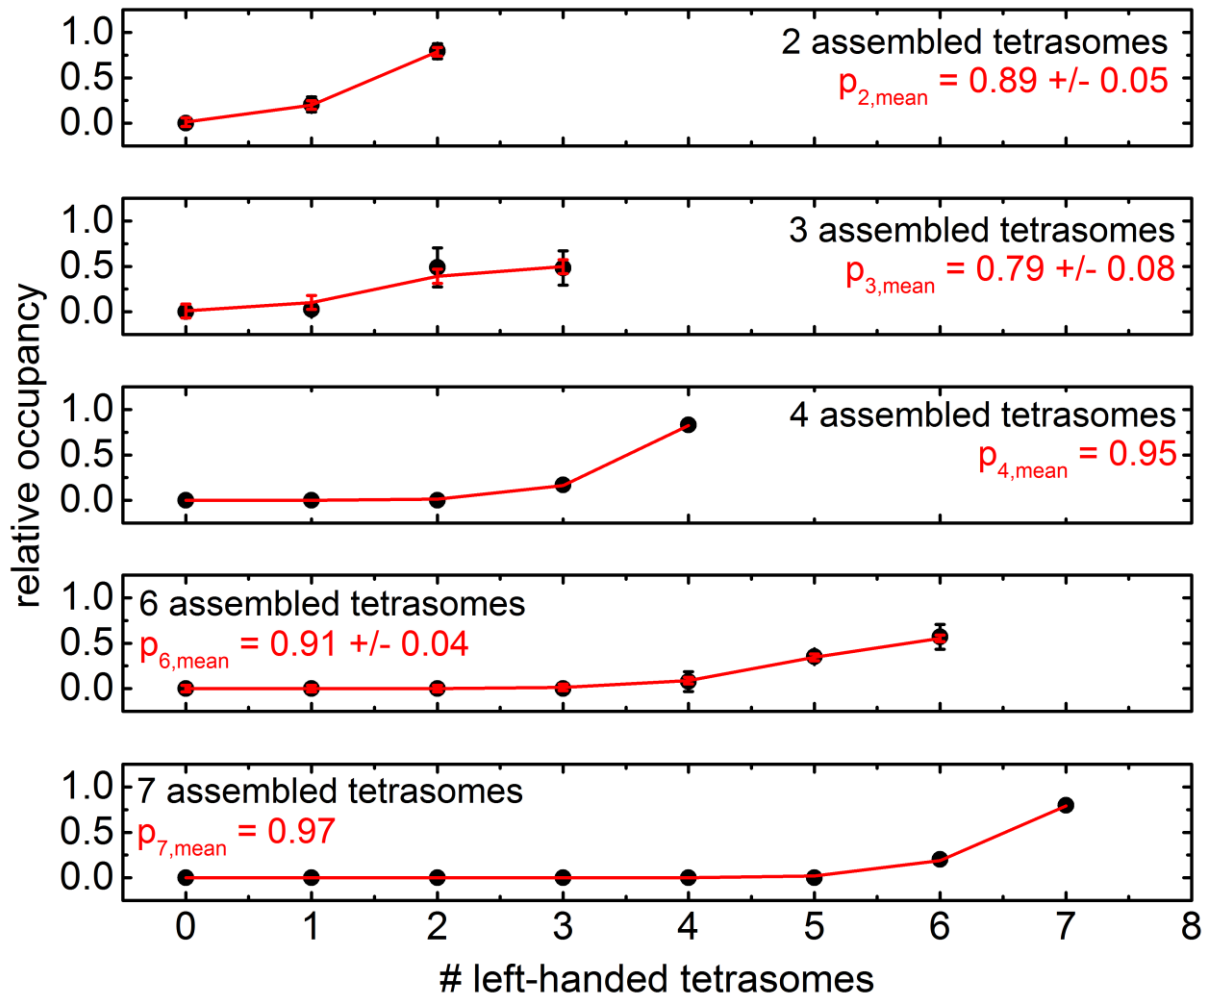 1.0
0.5
0.0
2 assembled tetrasomes
p2,mean = 0.89 +/- 0.05
1.0
0.5
0.0
3 assembled tetrasomes
p3,mean = 0.79 +/- 0.08
1.0
0.5
0.0
4 assembled tetrasomes
p4,mean = 0.95
1.0
0.5
0.0
6 assembled tetrasomes
p6,mean = 0.91 +/- 0.04
1.0
0.5
0.0
7 assembled tetrasomes
p7,mean = 0.97
0 1 2 3 4 5 6 7 8
# left-handed tetrasomes
relative occupancy